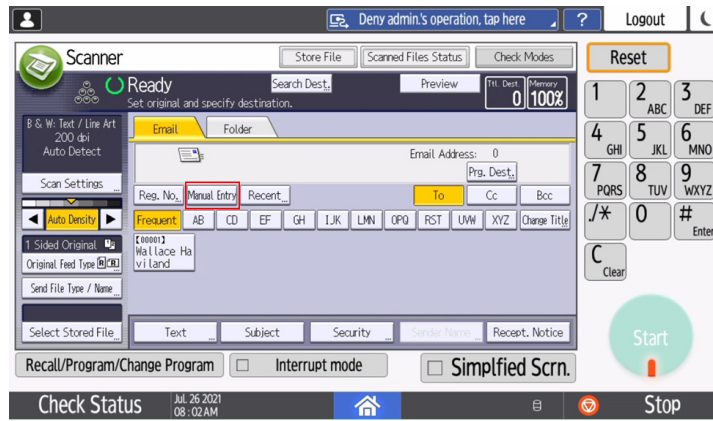 Deny admin.'s operation, tap here
?
Logout
Scanner
Store File
Scanned Files Status
Check Modes
Reset
Ready
Set original and specify destination.
Search Dest.
Preview
Ttl. Dest.
0
Memory
100%
B & W: Text / Line Art
200 dpi
Auto Detect
Scan Settings
Auto Density
1 Sided Original
Original Feed Type
Send File Type / Name
Select Stored File
Email
Folder
Email Address: 0
Prg. Dest.
Reg. No.
Manual Entry
Recent
To
Cc
Bcc
Frequent
AB
CD
EF
GH
IJK
LMN
OPQ
RST
UVW
XYZ
Change Title
[00001]
Wallace Ha
viland
Text
Subject
Security
Sender Name
Recept. Notice
1
2 ABC
3 DEF
4 GHI
5 JKL
6 MNO
7 PQRS
8 TUV
9 WXYZ
./*
0
# Enter
C Clear
Start
Recall/Program/Change Program
Interrupt mode
Simplfied Scrn.
Check Status
Jul. 26 2021
08:02 AM
Stop